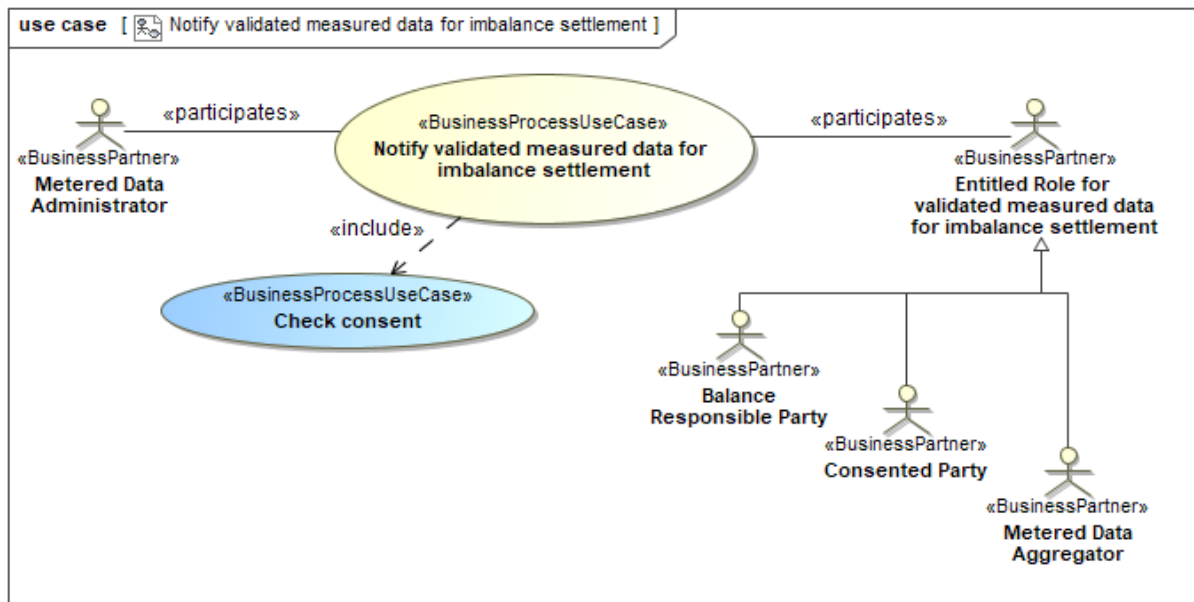 use case [ Notify validated measured data for imbalance settlement ]
«participates»
«BusinessPartner»
Metered Data
Administrator
«BusinessProcessUseCase»
Notify validated measured data for
imbalance settlement
«participates»
«BusinessPartner»
Entitled Role for
validated measured data
for imbalance settlement
«include»
«BusinessProcessUseCase»
Check consent
«BusinessPartner»
Balance
Responsible Party
«BusinessPartner»
Consented Party
«BusinessPartner»
Metered Data
Aggregator